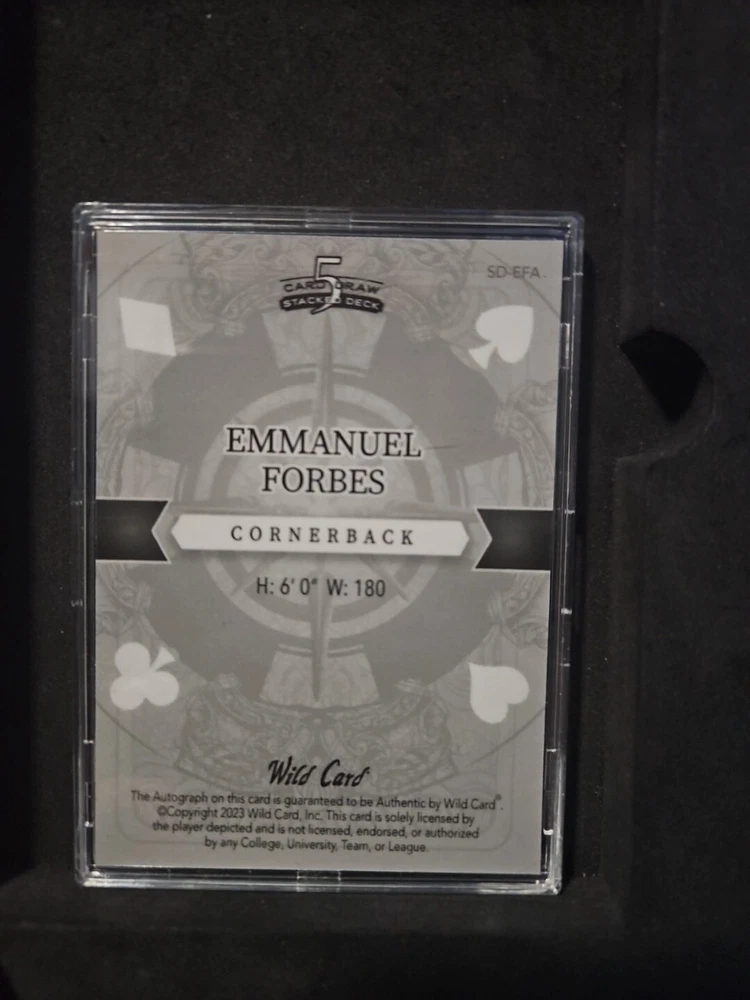 5
CARD DRAW
STACKED DECK
SD-EFA
EMMANUEL
FORBES
CORNERBACK
H: 6' 0" W: 180
Wild Card
The Autograph on this card is guaranteed to be Authentic by Wild Card®.
©Copyright 2023 Wild Card, Inc. This card is solely licensed by
the player depicted and is not licensed, endorsed, or authorized
by any College, University, Team, or League.